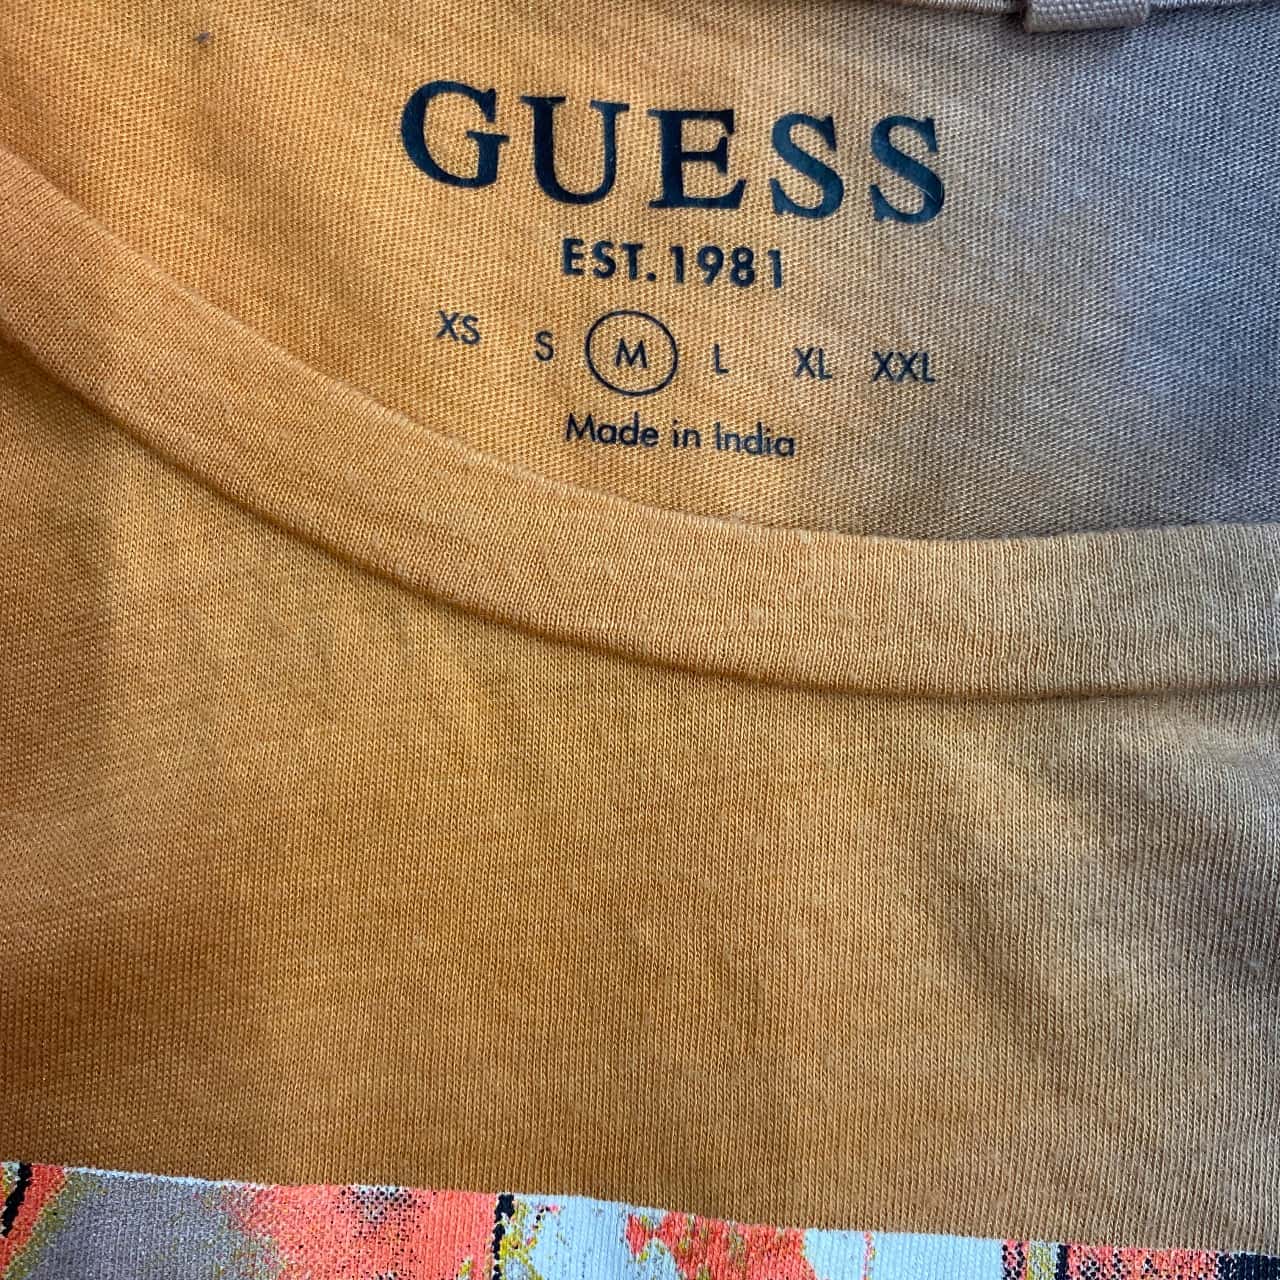 GUESS
EST. 1981
XS S M L XL XXL
Made in India